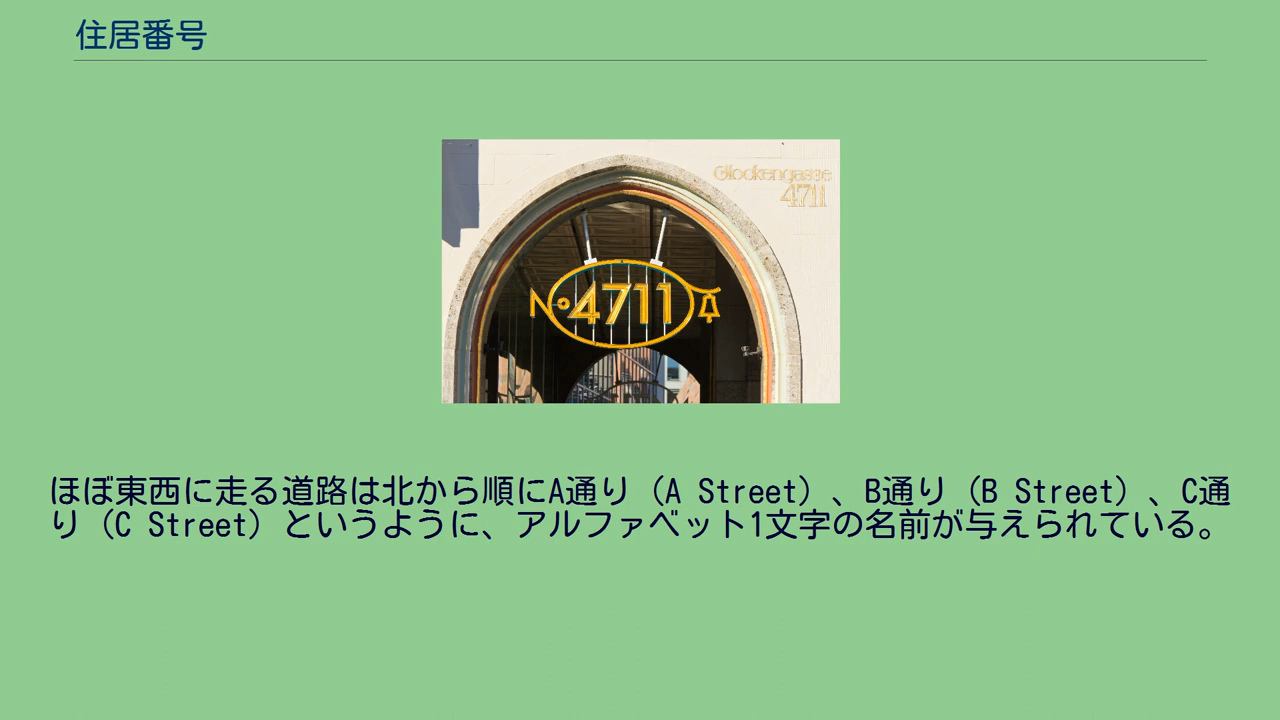 住居番号
Glockengasse
4711
Nº4711
ほぼ東西に走る道路は北から順にA通り（A Street）、B通り（B Street）、C通
り（C Street）というように、アルファベット1文字の名前が与えられている。